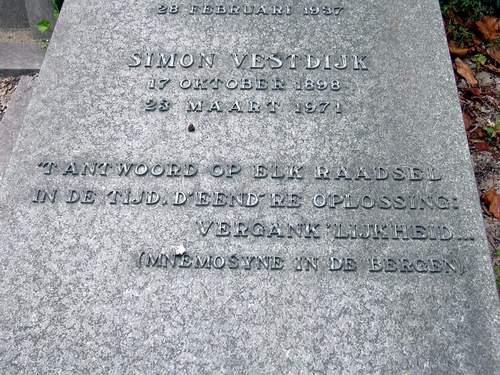 28 FEBRUARI 1937
SIMON VESTDIJK
17 OKTOBER 1898
23 MAART 1971
'T ANTWOORD OP ELK RAADSEL
IN DE TIJD. D'EEND'RE OPLOSSING:
VERGANK'LIJKHEID...
(MNEMOSYNE IN DE BERGEN)